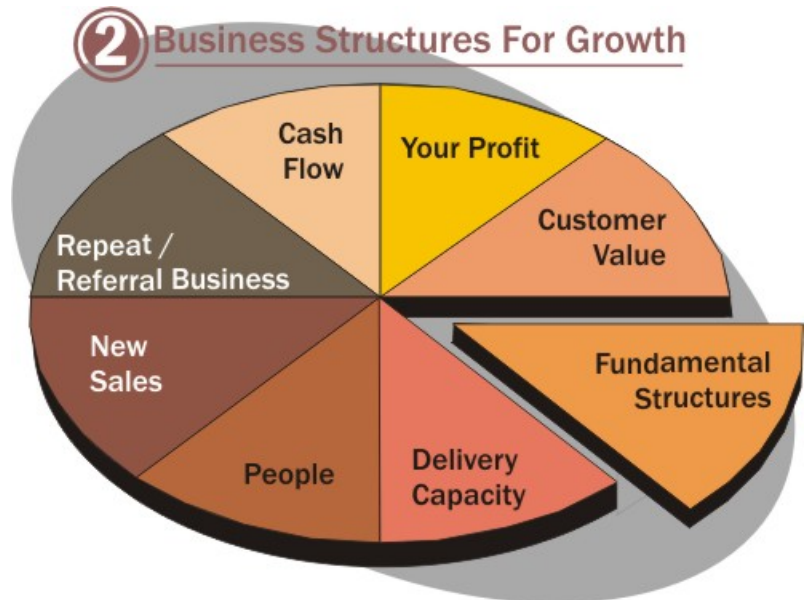 2 Business Structures For Growth
Your Profit
Customer
Value
Fundamental
Structures
Delivery
Capacity
People
New
Sales
Repeat /
Referral Business
Cash
Flow